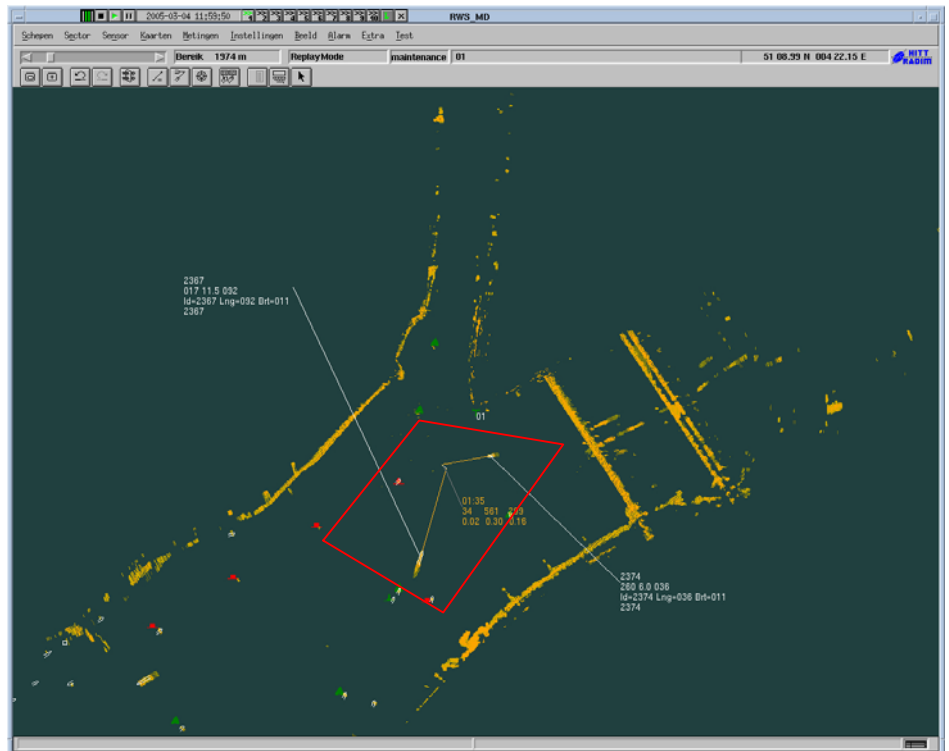 2005-03-04 11:59:50
RWS_MD
Schepen Sector Sensor Kaarten Metingen Instellingen Beeld Alarm Extra Test
Bereik 1974 m ReplayMode maintenance 01 51 08.99 N 004 22.15 E HITT
RADIM
2367
017 11.5 092
Id=2367 Lng=092 Brt=011
2367
01
01:35
34 561
0.02 0.30 0.16
2374
260 6.0 036
Id=2374 Lng=036 Brt=011
2374